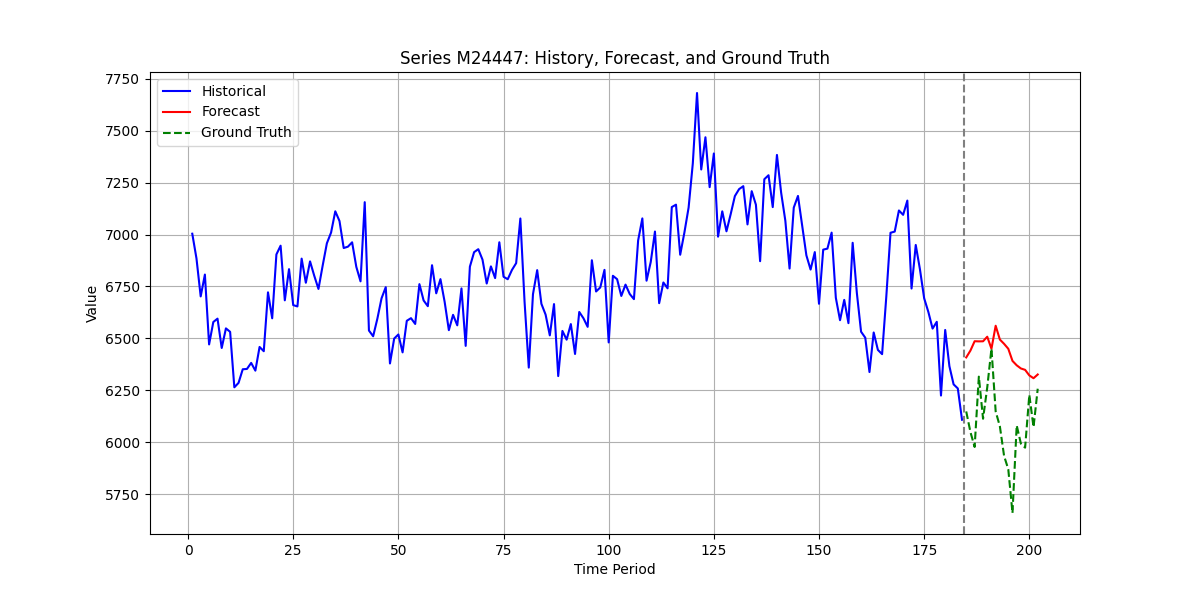 Series M24447: History, Forecast, and Ground Truth
Historical
Forecast
Ground Truth
7750
7500
7250
7000
6750
6500
6250
6000
5750
Value
0 25 50 75 100 125 150 175 200
Time Period